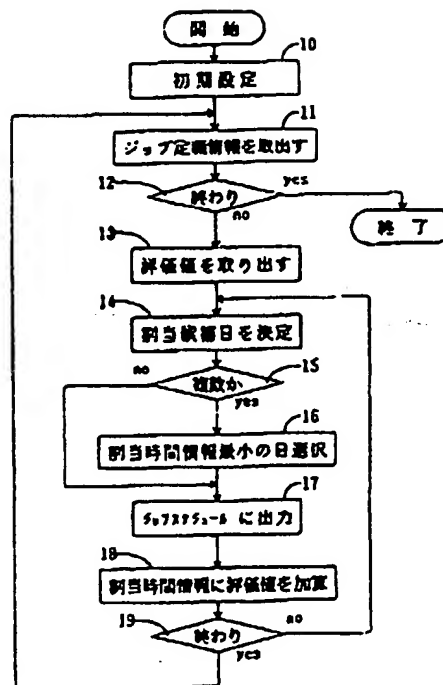 開始
10
初期設定
11
ジョブ定義情報を取出す
12
終わり
yes
no
終了
13
評価値を取り出す
14
割当候補日を決定
no
複数か
15
yes
16
割当時間情報最小の日選択
17
ジョブスケジュールに出力
18
割当時間情報に評価値を加算
19
終わり
no
yes